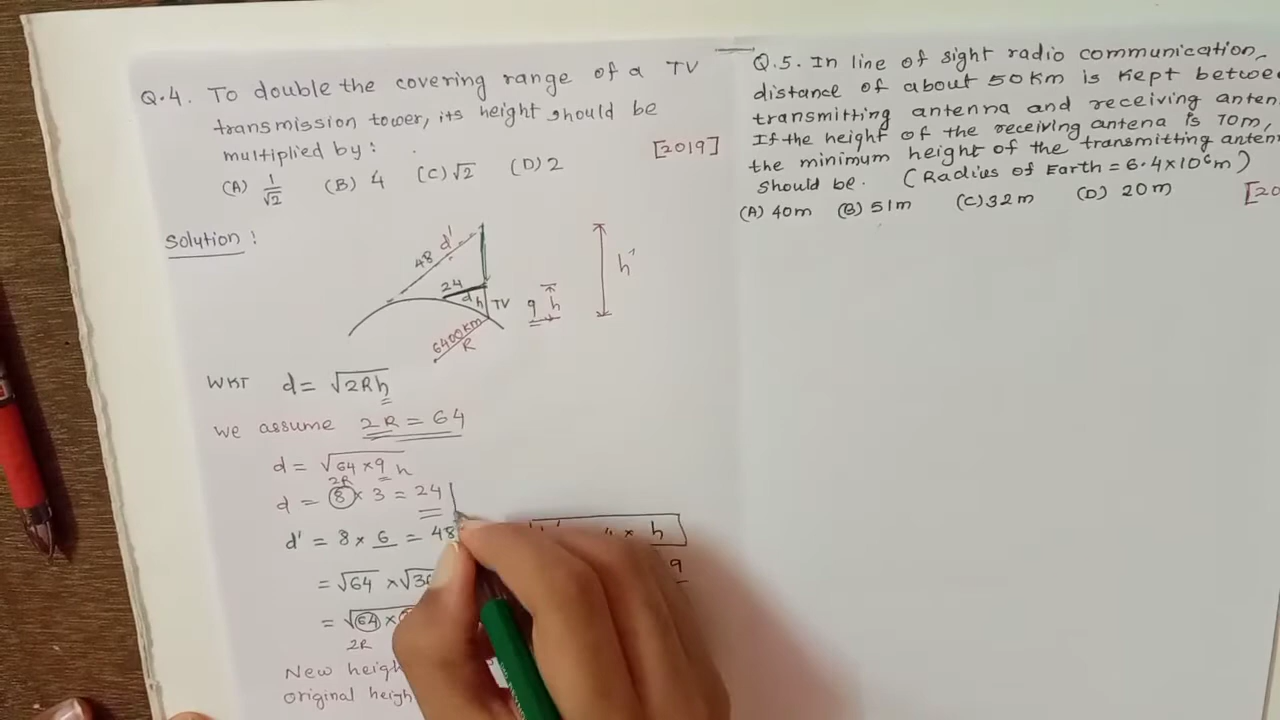 Q.4. To double the covering range of a TV
transmission tower, its height should be
multiplied by : [2019]
(A) 1/√2 (B) 4 (C) √2 (D) 2
Solution :
48 d'
24
d h TV
6400km
R
9 h
h'
WKT d = √2Rh
We assume 2R = 64
d = √64 × 9 h
2R
d = 8 × 3 = 24
d' = 8 × 6 = 48
= √64 × √36
= √64 ×
2R
New heigh
original heigh
× h
9
Q.5. In line of sight radio communication,
distance of about 50km is kept betwe
transmitting antenna and receiving anten
If the height of the receiving antena is 70m,
the minimum height of the transmitting anten
should be. (Radius of Earth = 6.4×10⁶m)
(A) 40m (B) 51m (C) 32m (D) 20m [20